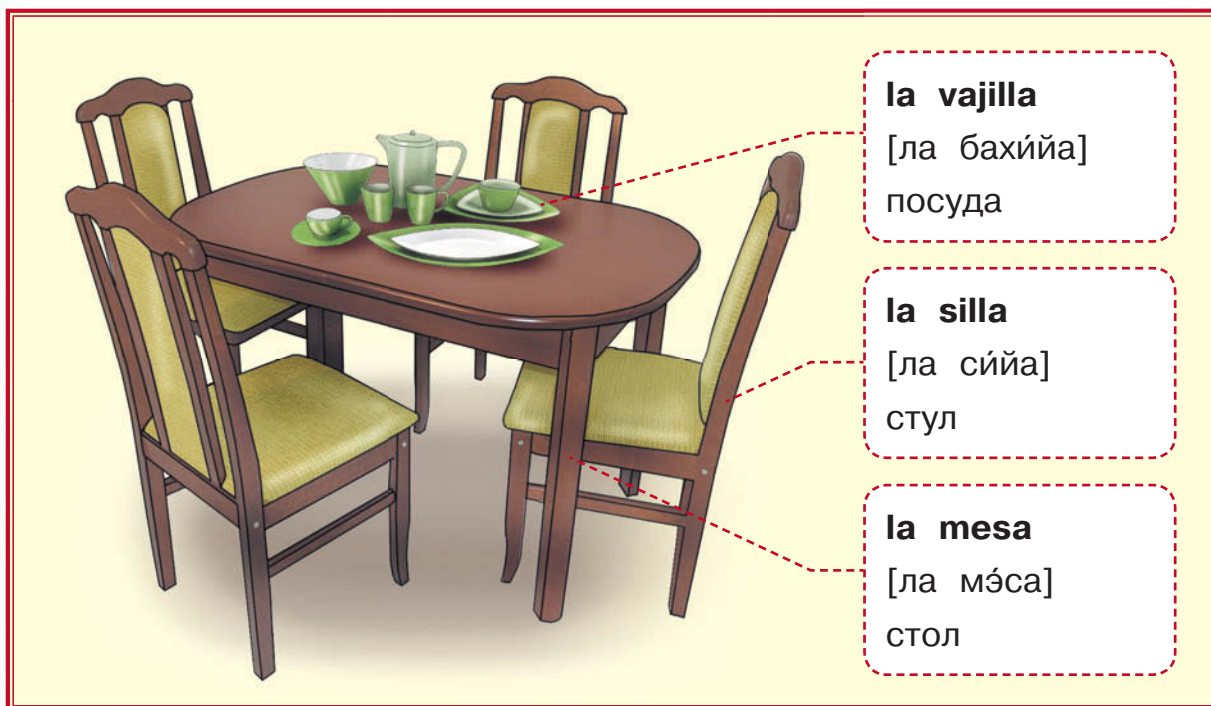 la vajilla
[ла бахи́йа]
посуда
la silla
[ла си́йа]
стул
la mesa
[ла мэ́са]
стол